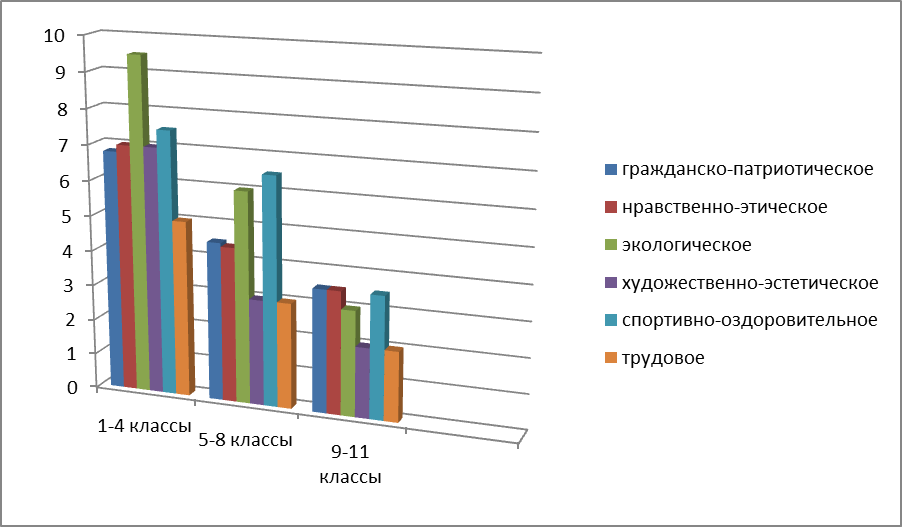 10
9
8
7
6
5
4
3
2
1
0
1-4 классы
5-8 классы
9-11
классы
гражданско-патриотическое
нравственно-этическое
экологическое
художественно-эстетическое
спортивно-оздоровительное
трудовое